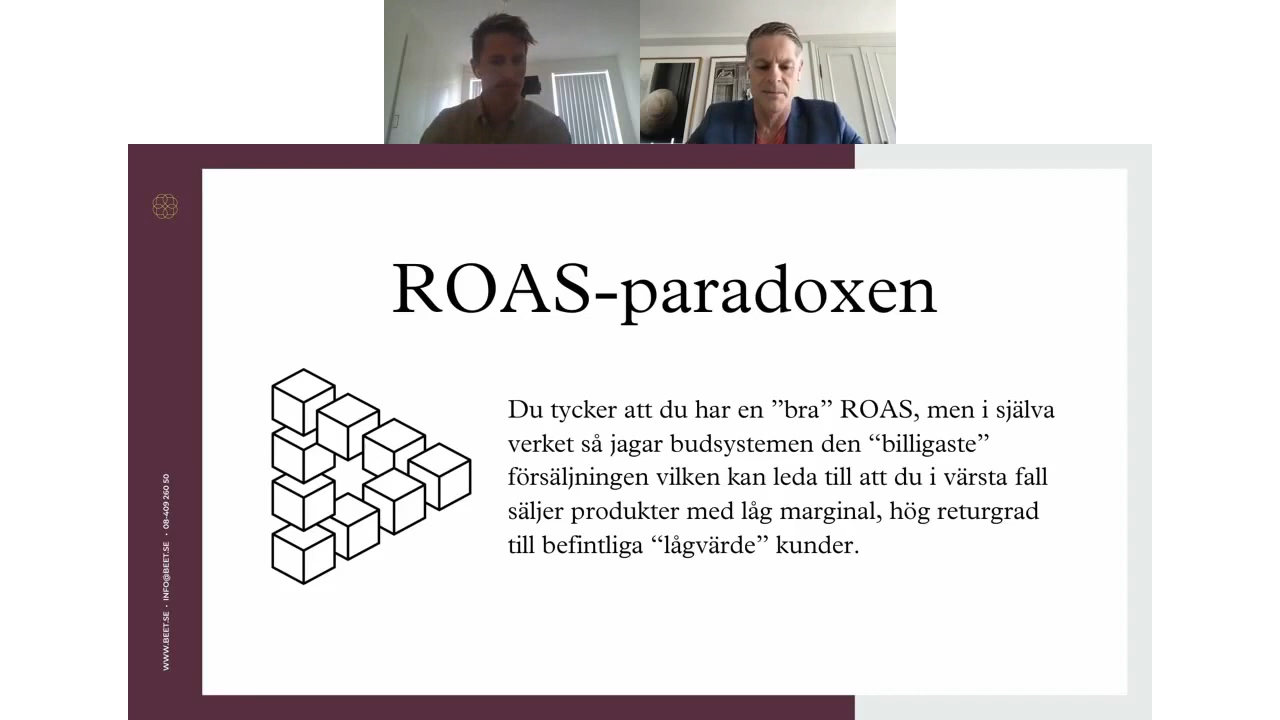 ROAS-paradoxen
Du tycker att du har en ”bra” ROAS, men i själva
verket så jagar budsystemen den “billigaste”
försäljningen vilken kan leda till att du i värsta fall
säljer produkter med låg marginal, hög returgrad
till befintliga “lågvärde” kunder.
WWW.BEET.SE • INFO@BEET.SE • 08-409 260 50